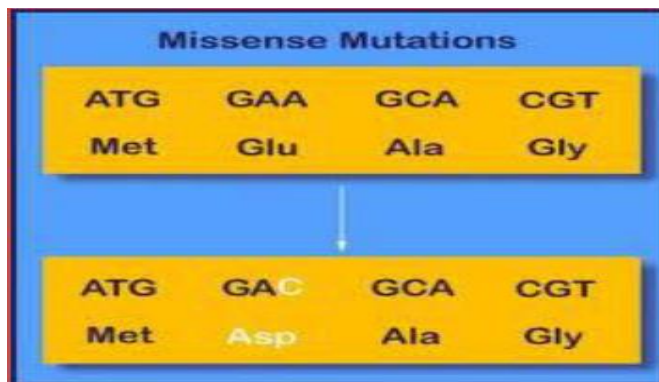 Missense Mutations
ATG GAA GCA CGT
Met Glu Ala Gly
ATG GAC GCA CGT
Met Asp Ala Gly